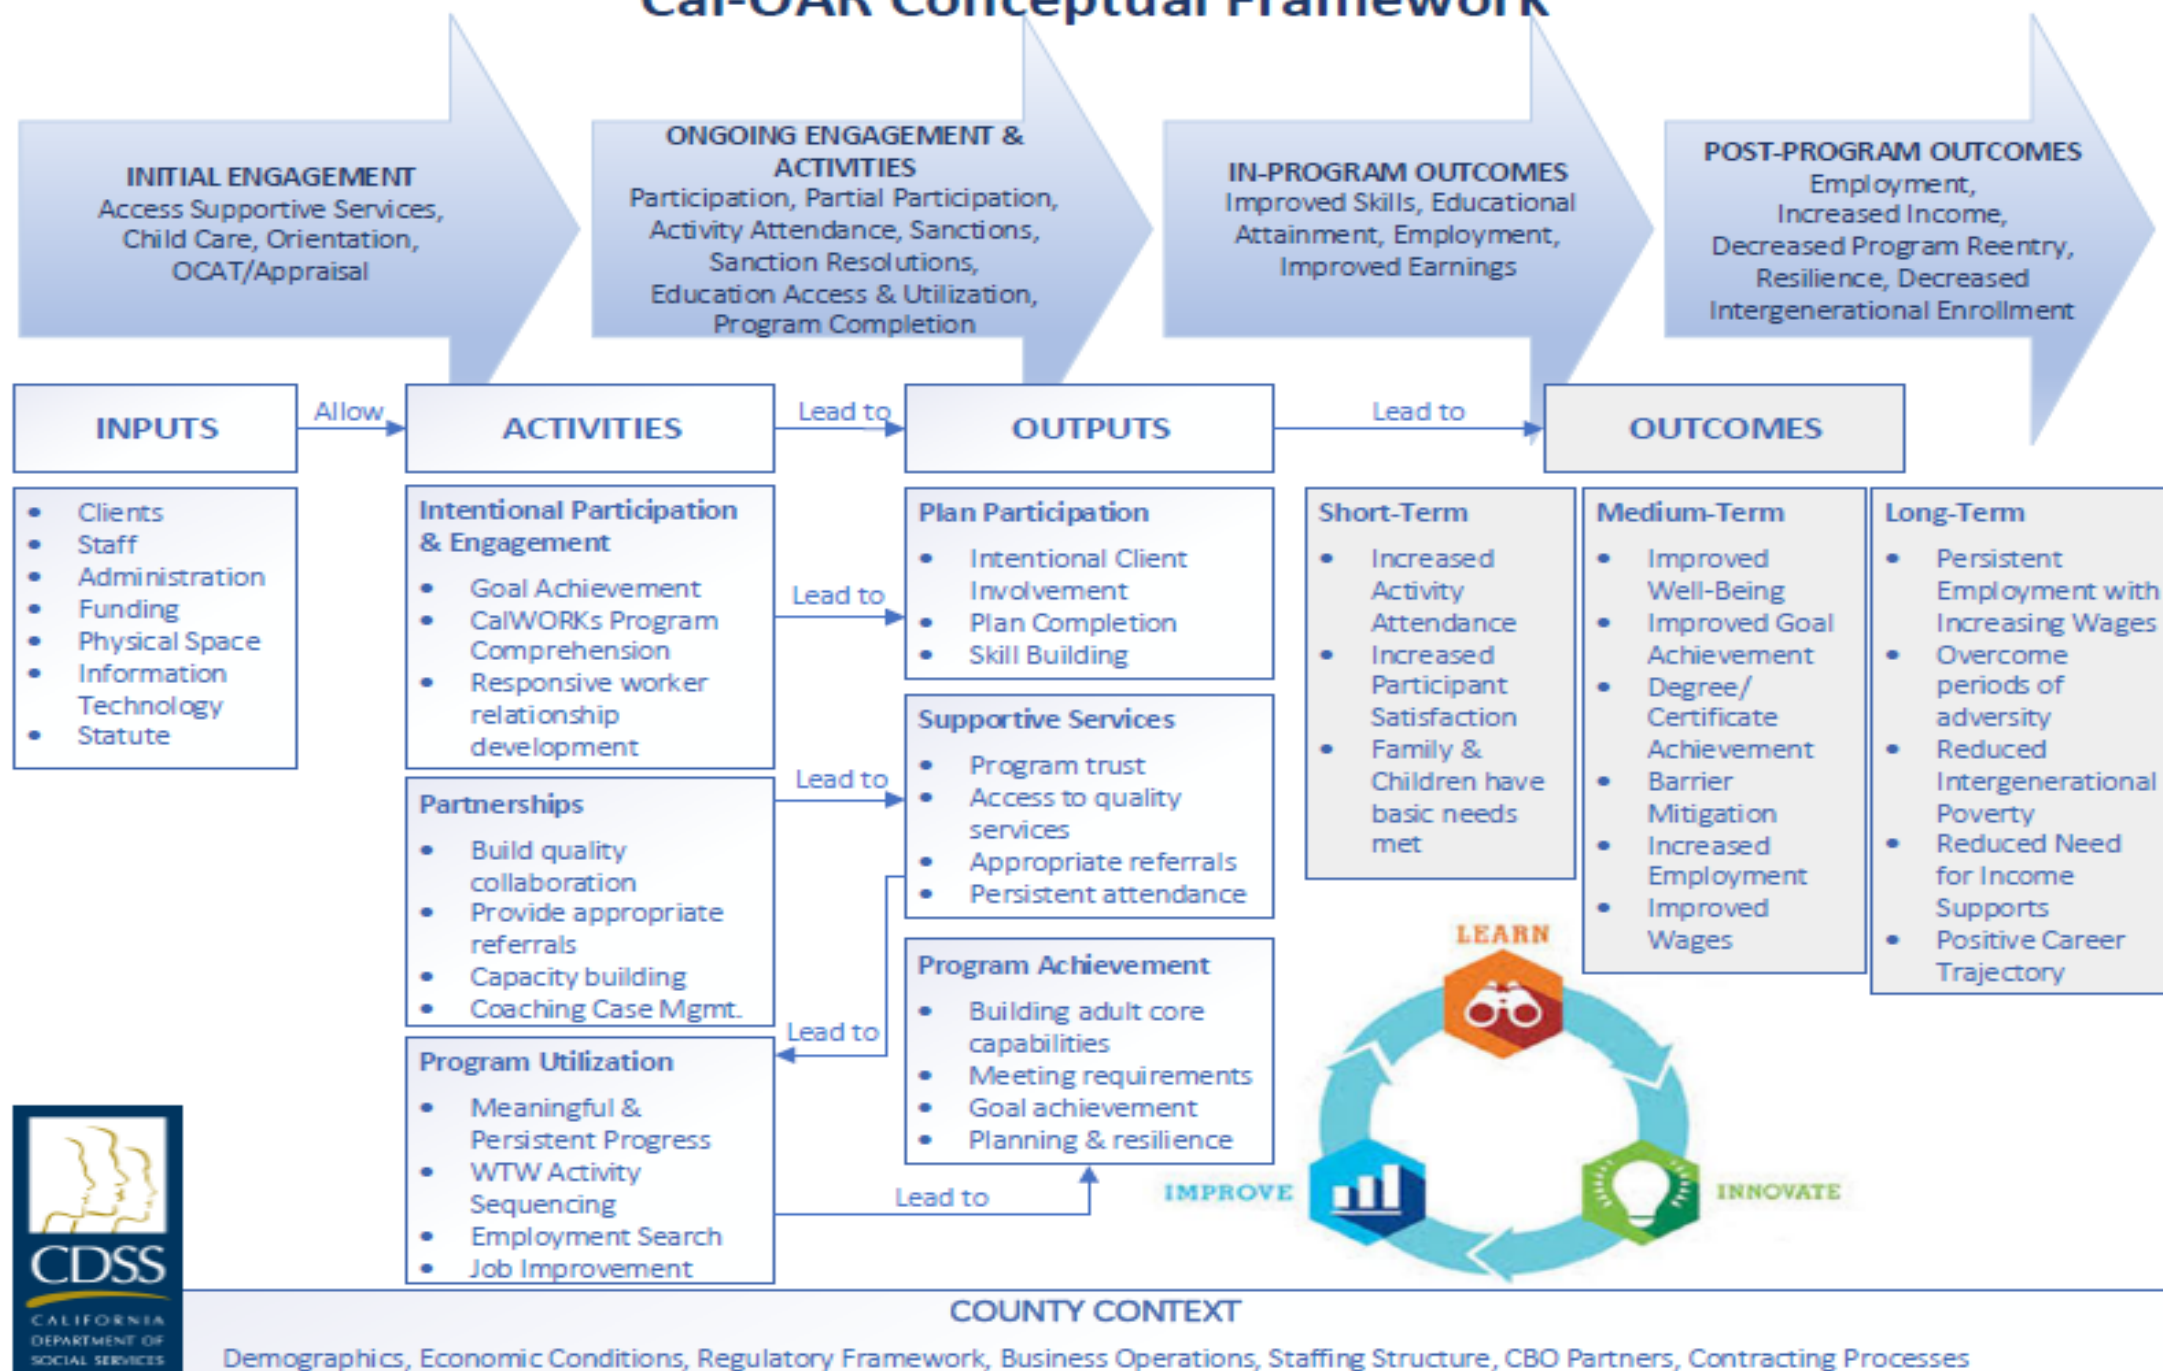 Cal-OAR Conceptual Framework
INITIAL ENGAGEMENT
Access Supportive Services,
Child Care, Orientation,
OCAT/Appraisal
ONGOING ENGAGEMENT &
ACTIVITIES
Participation, Partial Participation,
Activity Attendance, Sanctions,
Sanction Resolutions,
Education Access & Utilization,
Program Completion
IN-PROGRAM OUTCOMES
Improved Skills, Educational
Attainment, Employment,
Improved Earnings
POST-PROGRAM OUTCOMES
Employment,
Increased Income,
Decreased Program Reentry,
Resilience, Decreased
Intergenerational Enrollment
INPUTS
Allow
ACTIVITIES
Lead to
OUTPUTS
Lead to
OUTCOMES
• Clients
• Staff
• Administration
• Funding
• Physical Space
• Information
Technology
• Statute
Intentional Participation
& Engagement
• Goal Achievement
• CalWORKs Program
Comprehension
• Responsive worker
relationship
development
Lead to
Partnerships
• Build quality
collaboration
• Provide appropriate
referrals
• Capacity building
• Coaching Case Mgmt.
Lead to
Program Utilization
• Meaningful &
Persistent Progress
• WTW Activity
Sequencing
• Employment Search
• Job Improvement
Lead to
Lead to
Plan Participation
• Intentional Client
Involvement
• Plan Completion
• Skill Building
Supportive Services
• Program trust
• Access to quality
services
• Appropriate referrals
• Persistent attendance
Program Achievement
• Building adult core
capabilities
• Meeting requirements
• Goal achievement
• Planning & resilience
Short-Term
• Increased
Activity
Attendance
• Increased
Participant
Satisfaction
• Family &
Children have
basic needs
met
Medium-Term
• Improved
Well-Being
• Improved Goal
Achievement
• Degree/
Certificate
Achievement
• Barrier
Mitigation
• Increased
Employment
• Improved
Wages
Long-Term
• Persistent
Employment with
Increasing Wages
• Overcome
periods of
adversity
• Reduced
Intergenerational
Poverty
• Reduced Need
for Income
Supports
• Positive Career
Trajectory
LEARN
IMPROVE
INNOVATE
CDSS
CALIFORNIA
DEPARTMENT OF
SOCIAL SERVICES
COUNTY CONTEXT
Demographics, Economic Conditions, Regulatory Framework, Business Operations, Staffing Structure, CBO Partners, Contracting Processes